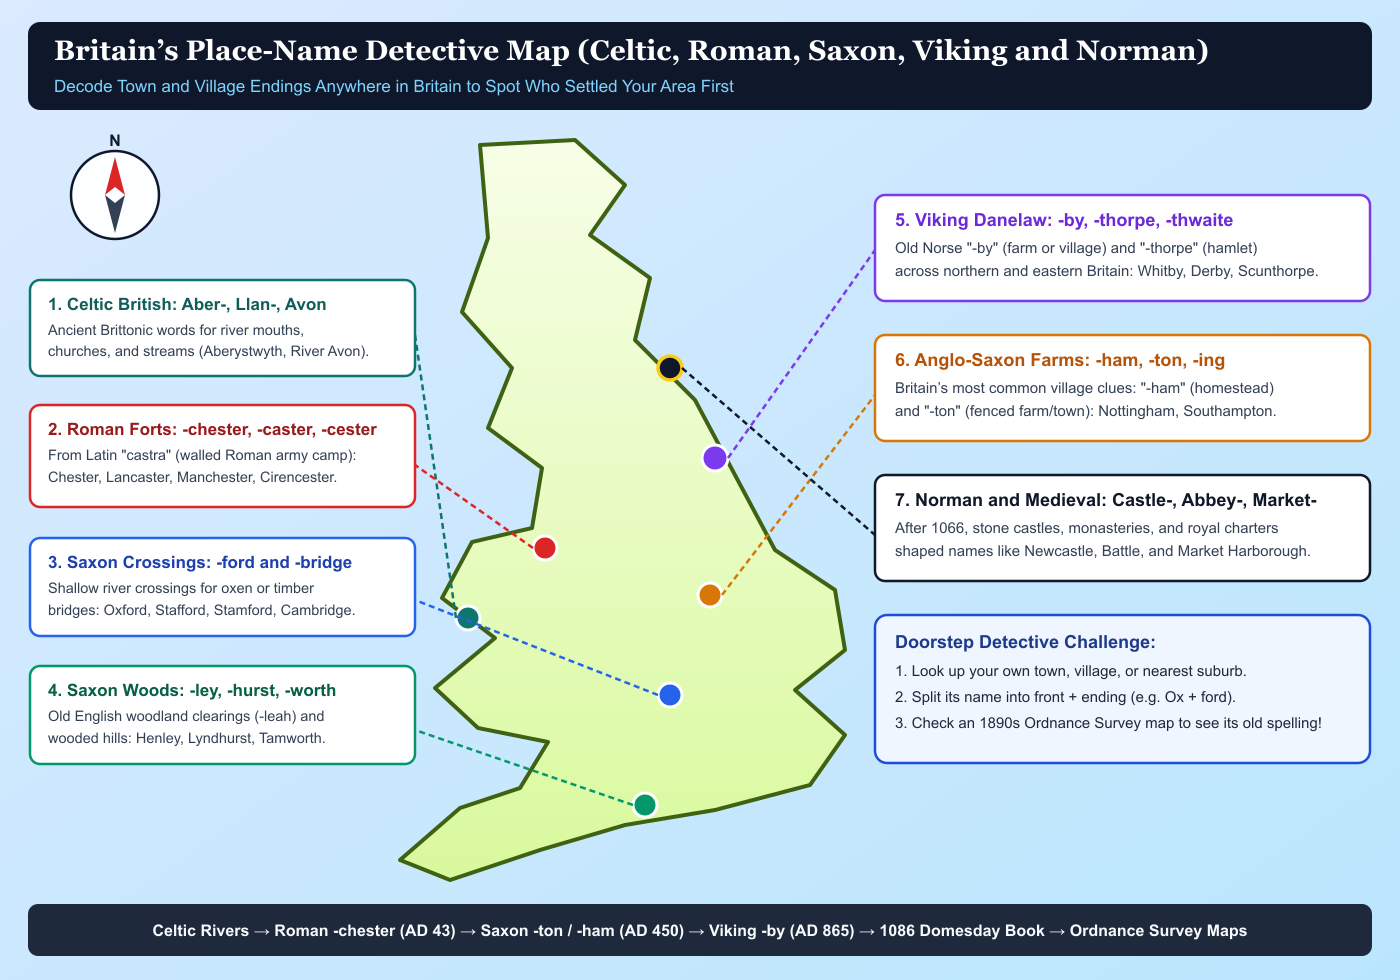 Britain’s Place-Name Detective Map (Celtic, Roman, Saxon, Viking and Norman)
Decode Town and Village Endings Anywhere in Britain to Spot Who Settled Your Area First
N
1. Celtic British: Aber-, Llan-, Avon
Ancient Brittonic words for river mouths,
churches, and streams (Aberystwyth, River Avon).
2. Roman Forts: -chester, -caster, -cester
From Latin "castra" (walled Roman army camp):
Chester, Lancaster, Manchester, Cirencester.
3. Saxon Crossings: -ford and -bridge
Shallow river crossings for oxen or timber
bridges: Oxford, Stafford, Stamford, Cambridge.
4. Saxon Woods: -ley, -hurst, -worth
Old English woodland clearings (-leah) and
wooded hills: Henley, Lyndhurst, Tamworth.
5. Viking Danelaw: -by, -thorpe, -thwaite
Old Norse "-by" (farm or village) and "-thorpe" (hamlet)
across northern and eastern Britain: Whitby, Derby, Scunthorpe.
6. Anglo-Saxon Farms: -ham, -ton, -ing
Britain’s most common village clues: "-ham" (homestead)
and "-ton" (fenced farm/town): Nottingham, Southampton.
7. Norman and Medieval: Castle-, Abbey-, Market-
After 1066, stone castles, monasteries, and royal charters
shaped names like Newcastle, Battle, and Market Harborough.
Doorstep Detective Challenge:
1. Look up your own town, village, or nearest suburb.
2. Split its name into front + ending (e.g. Ox + ford).
3. Check an 1890s Ordnance Survey map to see its old spelling!
Celtic Rivers → Roman -chester (AD 43) → Saxon -ton / -ham (AD 450) → Viking -by (AD 865) → 1086 Domesday Book → Ordnance Survey Maps